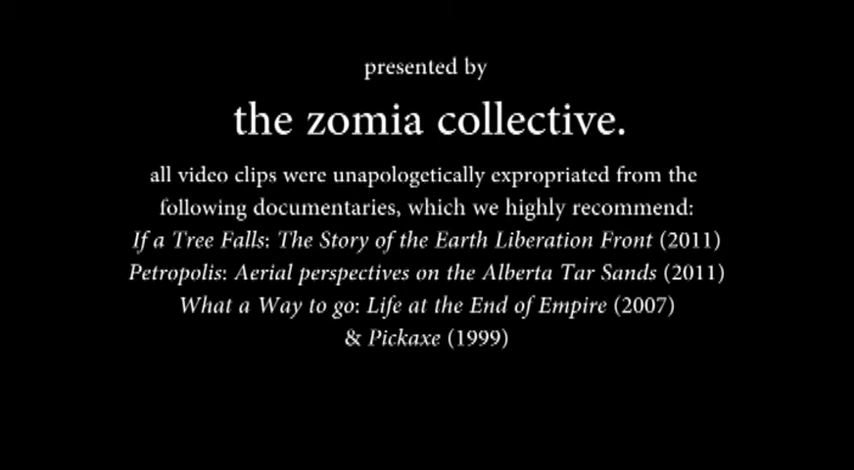 presented by
the zomia collective.
all video clips were unapologetically expropriated from the
following documentaries, which we highly recommend:
If a Tree Falls: The Story of the Earth Liberation Front (2011)
Petropolis: Aerial perspectives on the Alberta Tar Sands (2011)
What a Way to go: Life at the End of Empire (2007)
& Pickaxe (1999)